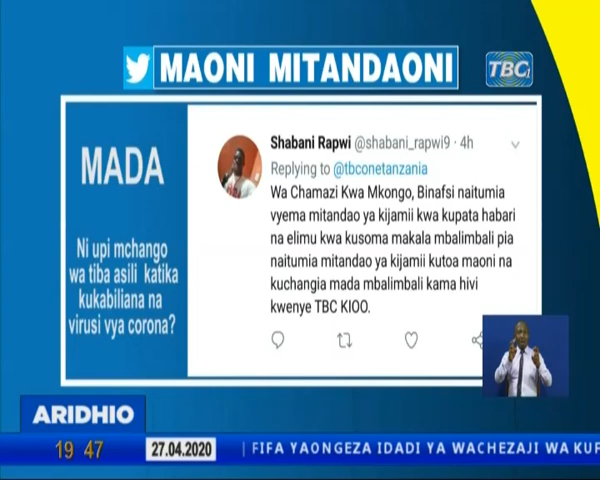 MAONI MITANDAONI
TBC1
MADA
Ni upi mchango
wa tiba asili katika
kukabiliana na
virusi vya corona?
Shabani Rapwi @shabani_rapwi9 · 4h
Replying to @tbconetanzania
Wa Chamazi Kwa Mkongo, Binafsi naitumia
vyema mitandao ya kijamii kwa kupata habari
na elimu kwa kusoma makala mbalimbali pia
naitumia mitandao ya kijamii kutoa maoni na
kuchangia mada mbalimbali kama hivi
kwenye TBC KIOO.
ARIDHIO
19 47
27.04.2020
FIFA YAONGEZA IDADI YA WACHEZAJI WA KUF